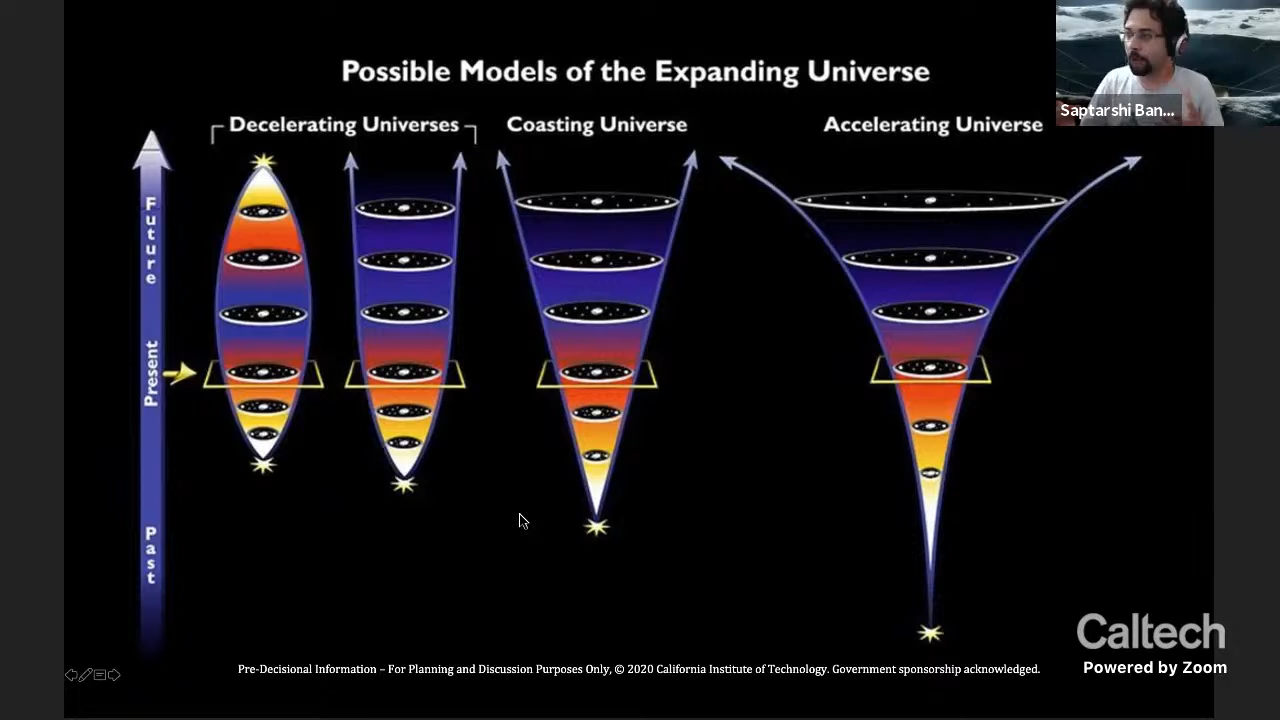 Possible Models of the Expanding Universe
Saptarshi Ban...
Decelerating Universes
Coasting Universe
Accelerating Universe
Future
Present
Past
Caltech
Powered by Zoom
Pre-Decisional Information – For Planning and Discussion Purposes Only, © 2020 California Institute of Technology. Government sponsorship acknowledged.